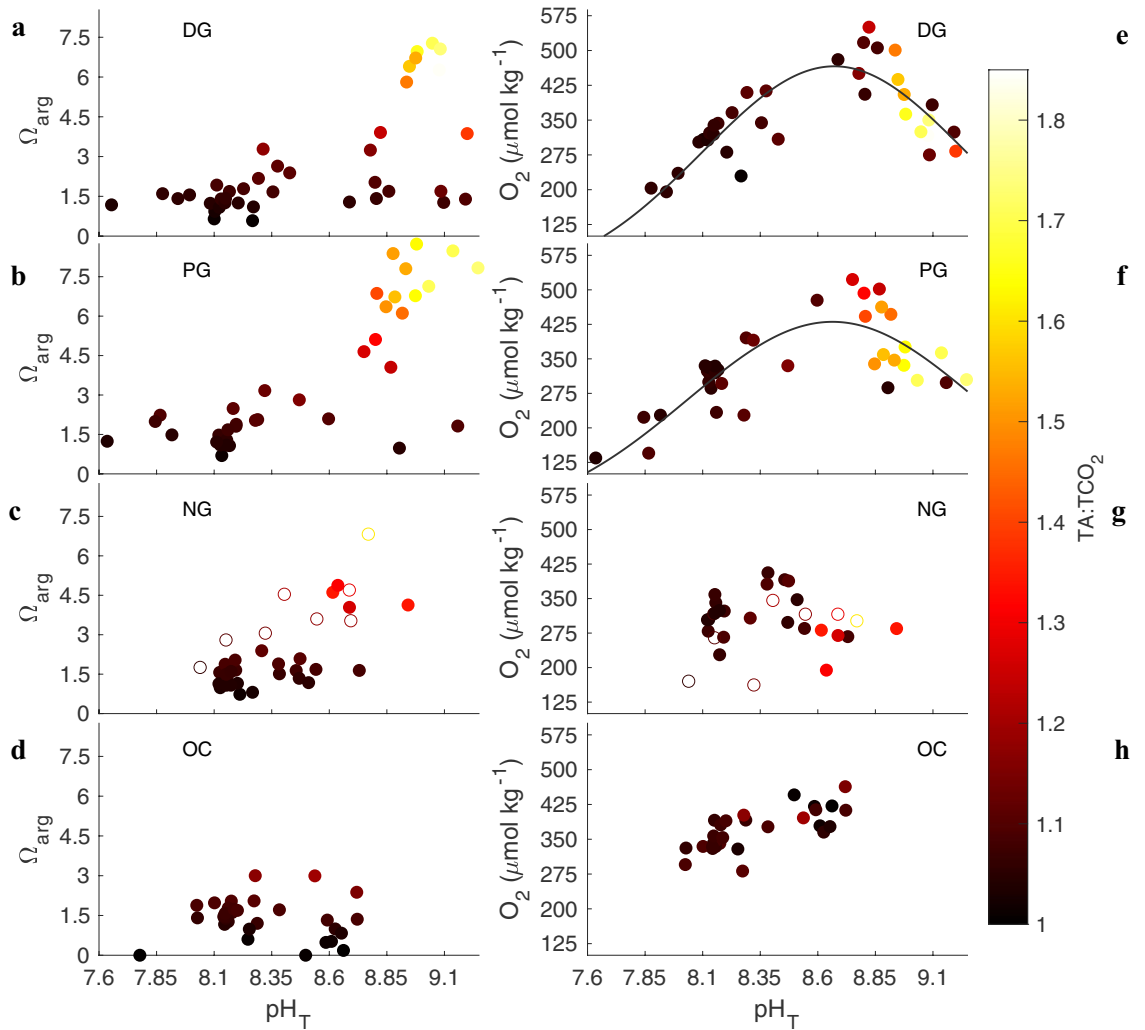 a
DG
Ω_arg
7.5
6
4.5
3
1.5
0
b
PG
Ω_arg
7.5
6
4.5
3
1.5
0
c
NG
Ω_arg
7.5
6
4.5
3
1.5
0
d
OC
Ω_arg
7.5
6
4.5
3
1.5
0
7.6 7.85 8.1 8.35 8.6 8.85 9.1
pH_T
e
DG
O₂ (μmol kg⁻¹)
575
500
425
350
275
200
125
f
PG
O₂ (μmol kg⁻¹)
575
500
425
350
275
200
125
g
NG
O₂ (μmol kg⁻¹)
575
500
425
350
275
200
125
h
OC
O₂ (μmol kg⁻¹)
575
500
425
350
275
200
125
7.6 7.85 8.1 8.35 8.6 8.85 9.1
pH_T
1.8
1.7
1.6
1.5
1.4
1.3
1.2
1.1
1
TA:TCO₂